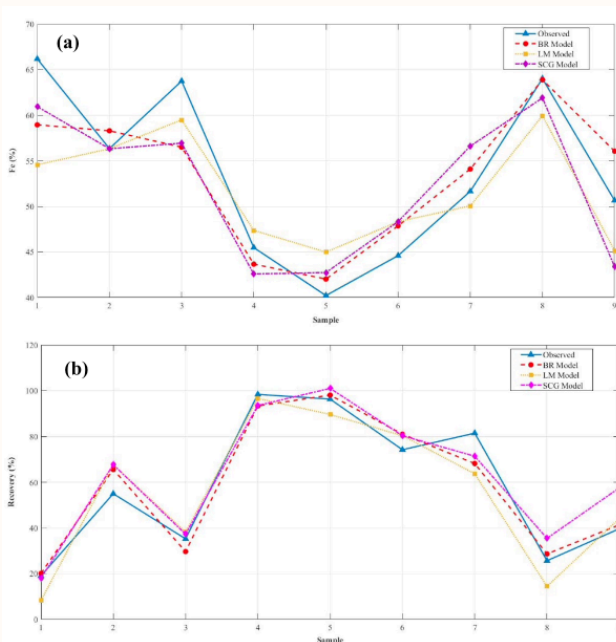 (a)
Observed
BR Model
LM Model
SCG Model
Fe (%)
70
65
60
55
50
45
40
1 2 3 4 5 6 7 8 9
Sample
(b)
Observed
BR Model
LM Model
SCG Model
Recovery (%)
120
100
80
60
40
20
0
1 2 3 4 5 6 7 8
Sample